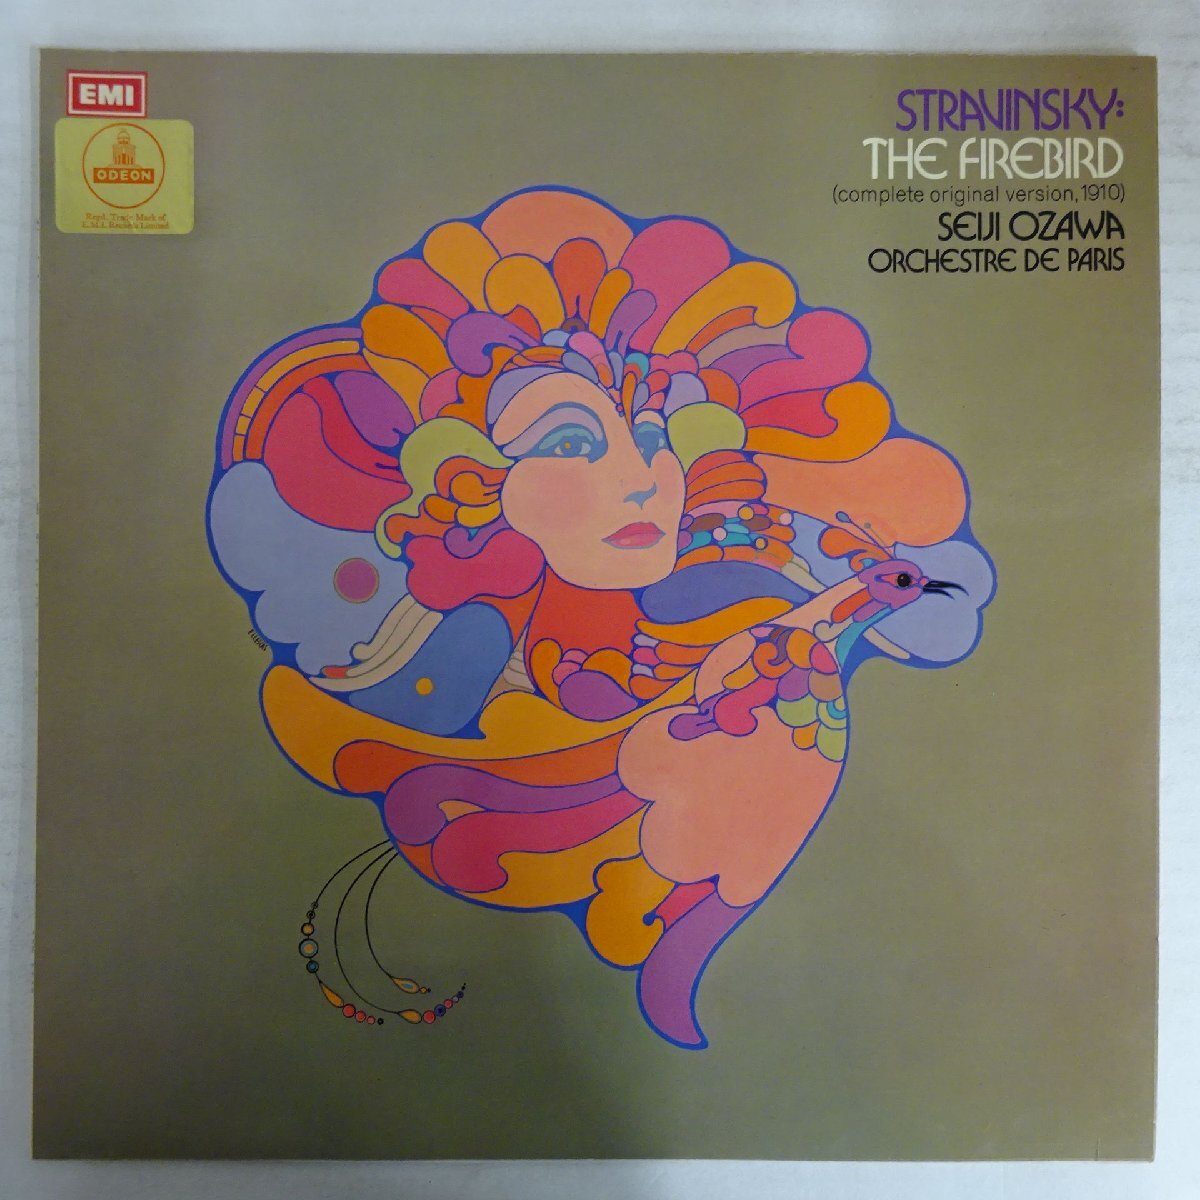 EMI
ODEON
Regd. Trade Mark of
E.M.I. Records Limited
STRAVINSKY:
THE FIREBIRD
(complete original version, 1910)
SEIJI OZAWA
ORCHESTRE DE PARIS